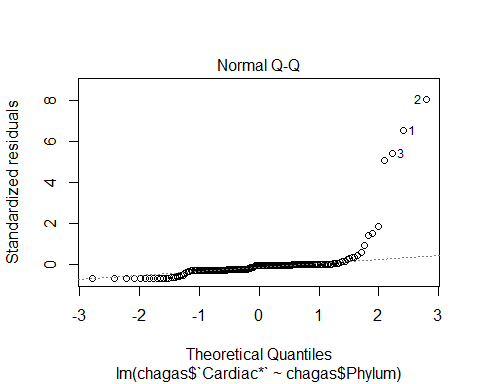 Normal Q-Q
Standardized residuals
8
6
4
2
0
2
1
3
-3 -2 -1 0 1 2 3
Theoretical Quantiles
lm(chagas$`Cardiac*` ~ chagas$Phylum)